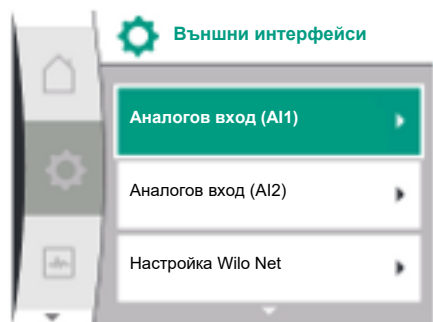 Външни интерфейси
Аналогов вход (AI1)
Аналогов вход (AI2)
Настройка Wilo Net